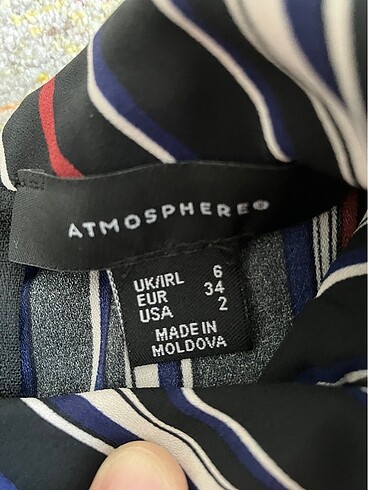 ATMOSPHERE®
UK/IRL 6
EUR 34
USA 2
MADE IN
MOLDOVA